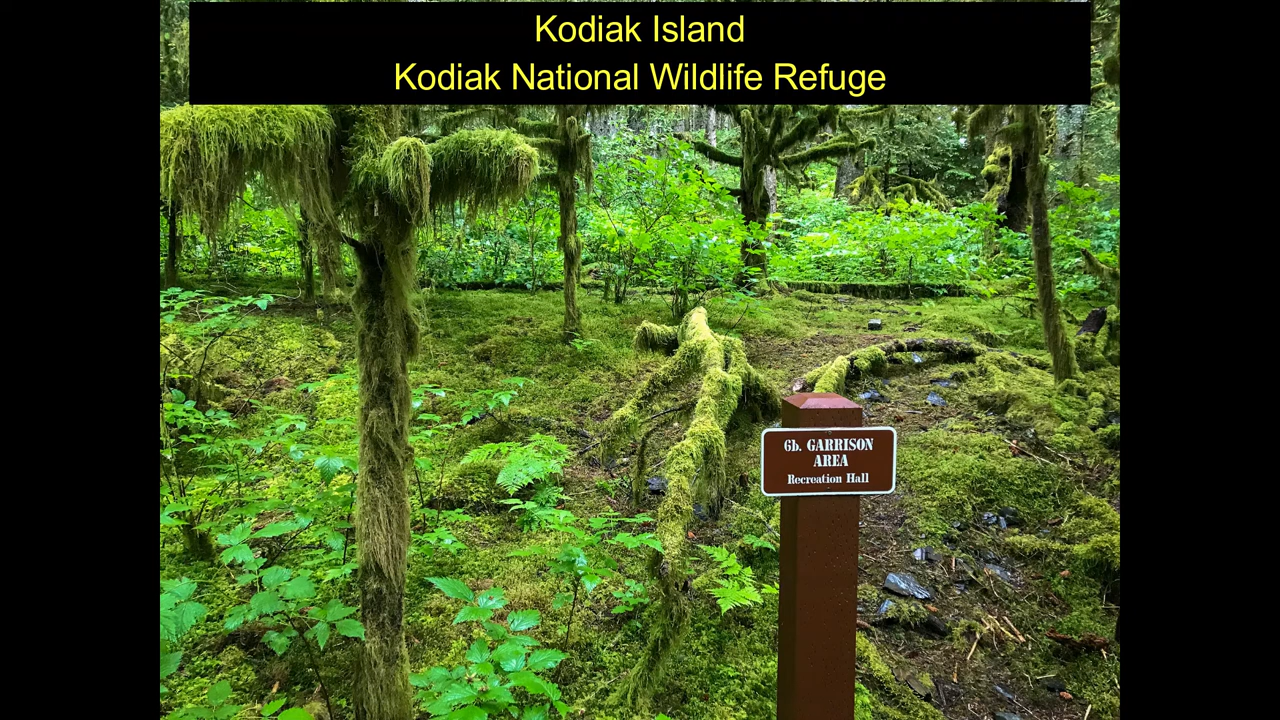 Kodiak Island
Kodiak National Wildlife Refuge
6b. GARRISON
AREA
Recreation Hall